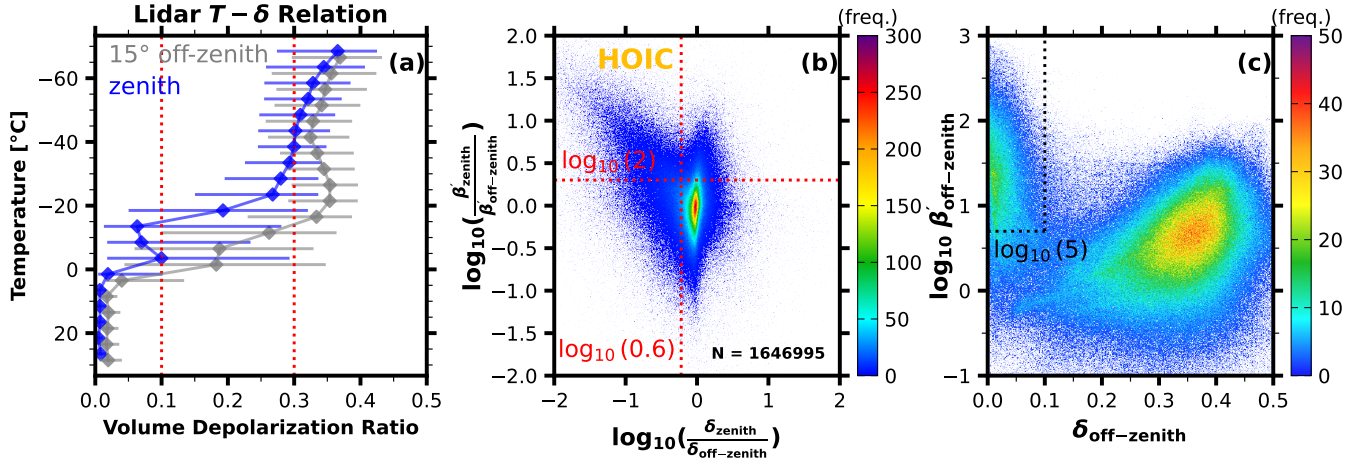 Lidar T − δ Relation
15° off-zenith
zenith
(a)
−60
−40
−20
0
20
Temperature [°C]
0.0 0.1 0.2 0.3 0.4 0.5
Volume Depolarization Ratio
(freq.)
HOIC
(b)
log₁₀(2)
log₁₀(0.6)
N = 1646995
2.0
1.5
1.0
0.5
0.0
−0.5
−1.0
−1.5
−2.0
log₁₀(β′zenith/β′off−zenith)
−2 −1 0 1 2
log₁₀(δzenith/δoff−zenith)
300
250
200
150
100
50
0
(freq.)
(c)
log₁₀(5)
3
2
1
0
−1
log₁₀ β′off−zenith
0.0 0.1 0.2 0.3 0.4 0.5
δoff−zenith
50
40
30
20
10
0